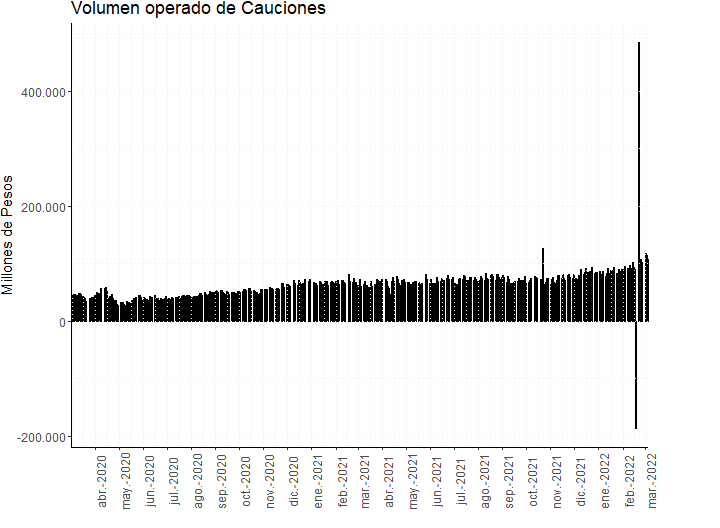 Volumen operado de Cauciones
Millones de Pesos
400.000
200.000
0
-200.000
abr.-2020
may.-2020
jun.-2020
jul.-2020
ago.-2020
sep.-2020
oct.-2020
nov.-2020
dic.-2021
ene.-2021
feb.-2021
mar.-2021
abr.-2021
may.-2021
jun.-2021
jul.-2021
ago.-2021
sep.-2021
oct.-2021
nov.-2021
dic.-2022
ene.-2022
feb.-2022
mar.-2022